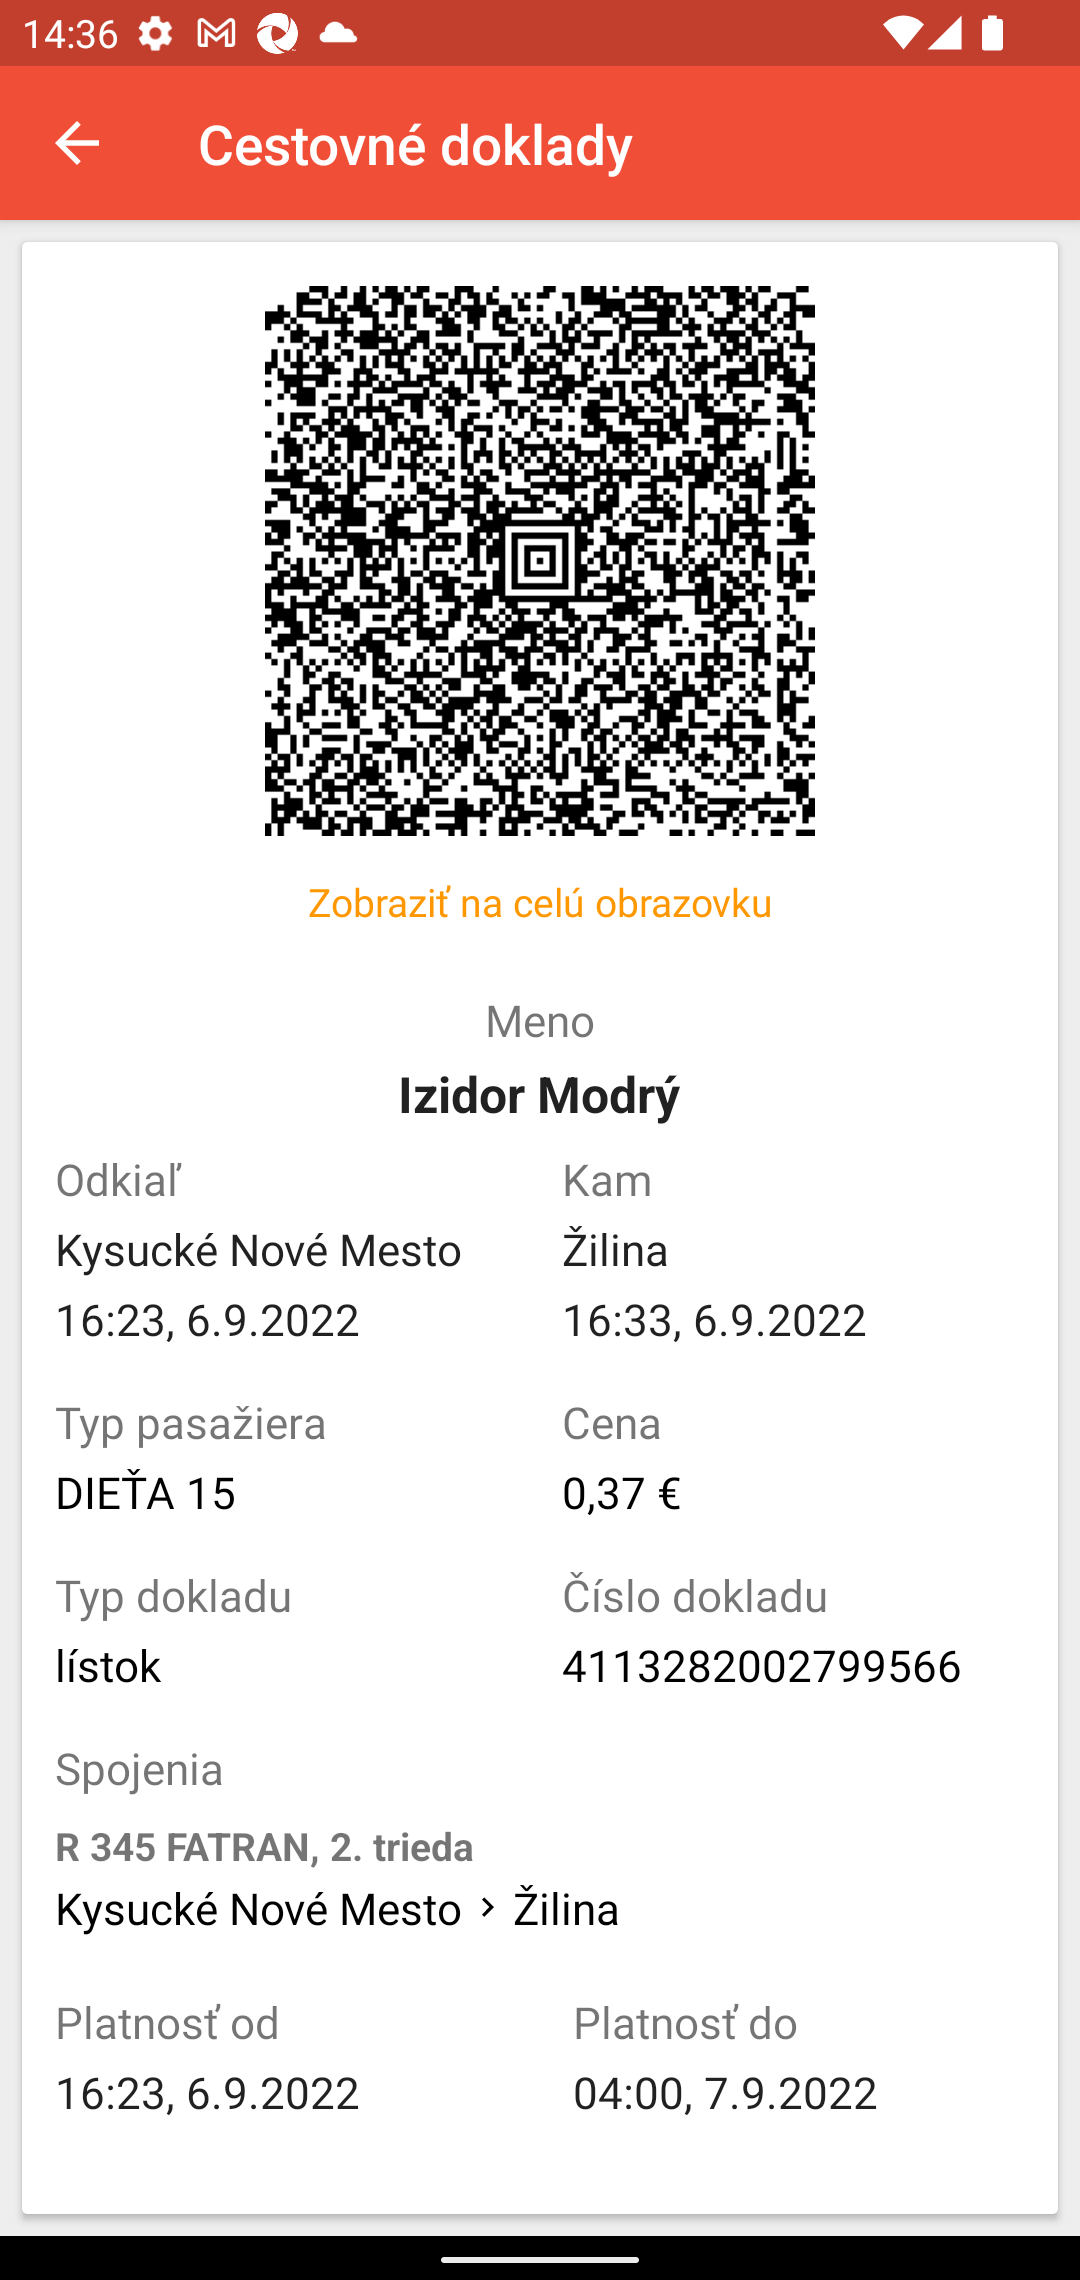 14:36
Cestovné doklady
Zobraziť na celú obrazovku
Meno
Izidor Modrý
Odkiaľ
Kam
Kysucké Nové Mesto
Žilina
16:23, 6.9.2022
16:33, 6.9.2022
Typ pasažiera
Cena
DIEŤA 15
0,37 €
Typ dokladu
Číslo dokladu
lístok
4113282002799566
Spojenia
R 345 FATRAN, 2. trieda
Kysucké Nové Mesto > Žilina
Platnosť od
Platnosť do
16:23, 6.9.2022
04:00, 7.9.2022